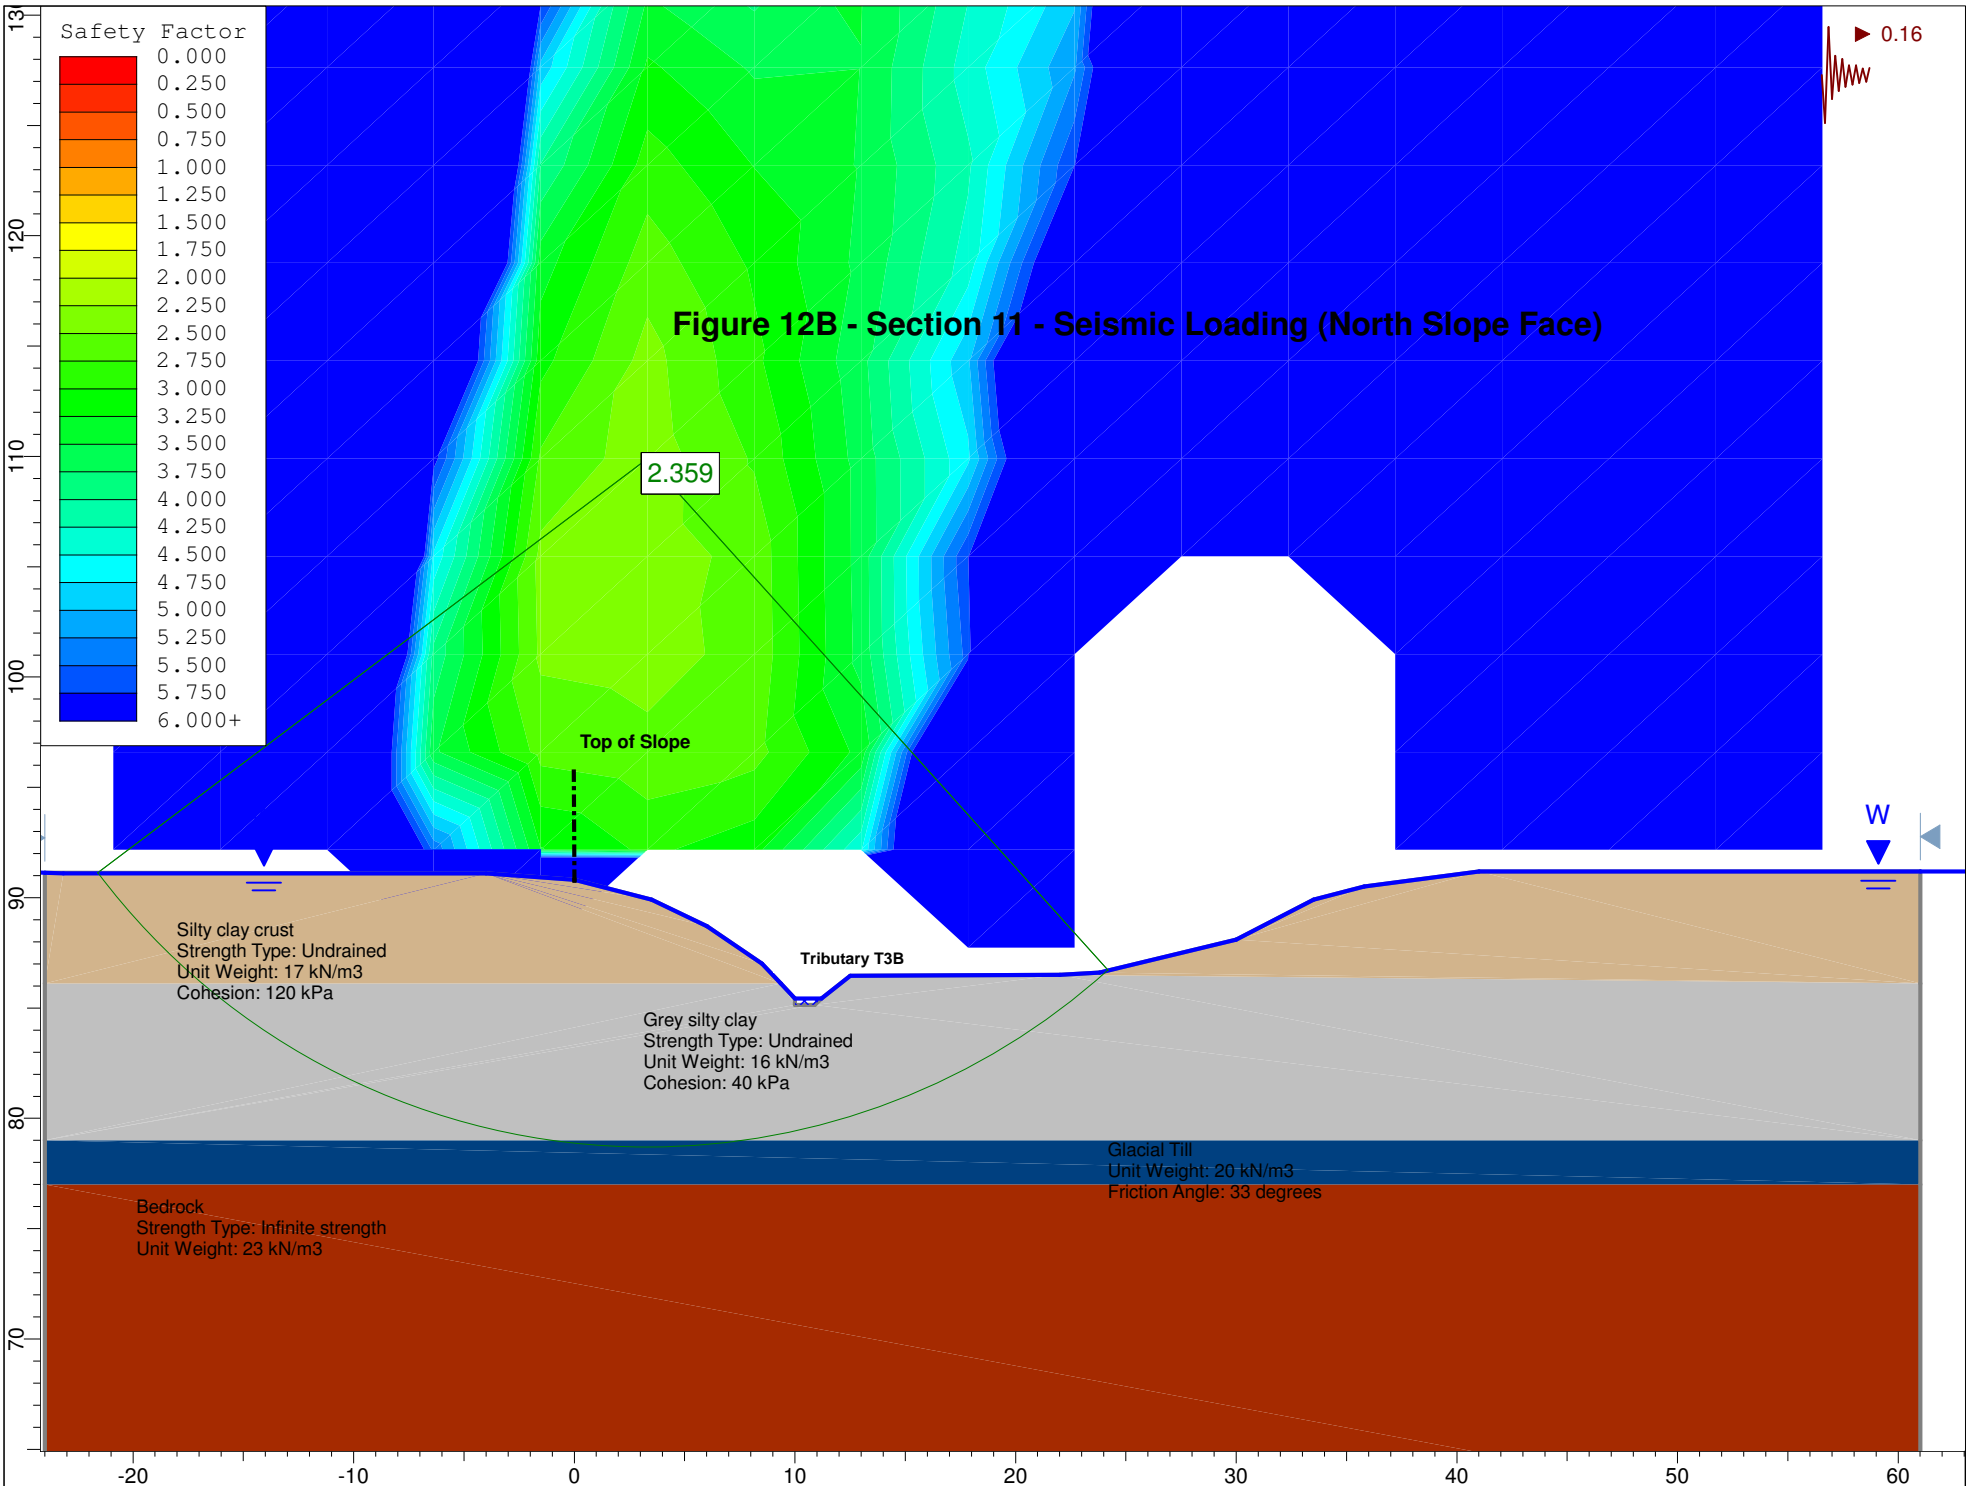 Safety Factor
0.000
0.250
0.500
0.750
1.000
1.250
1.500
1.750
2.000
2.250
2.500
2.750
3.000
3.250
3.500
3.750
4.000
4.250
4.500
4.750
5.000
5.250
5.500
5.750
6.000+
0.16
Figure 12B - Section 11 - Seismic Loading (North Slope Face)
2.359
Top of Slope
W
Tributary T3B
Silty clay crust
Strength Type: Undrained
Unit Weight: 17 kN/m3
Cohesion: 120 kPa
Grey silty clay
Strength Type: Undrained
Unit Weight: 16 kN/m3
Cohesion: 40 kPa
Glacial Till
Unit Weight: 20 kN/m3
Friction Angle: 33 degrees
Bedrock
Strength Type: Infinite strength
Unit Weight: 23 kN/m3
130
120
110
100
90
80
70
-20 -10 0 10 20 30 40 50 60